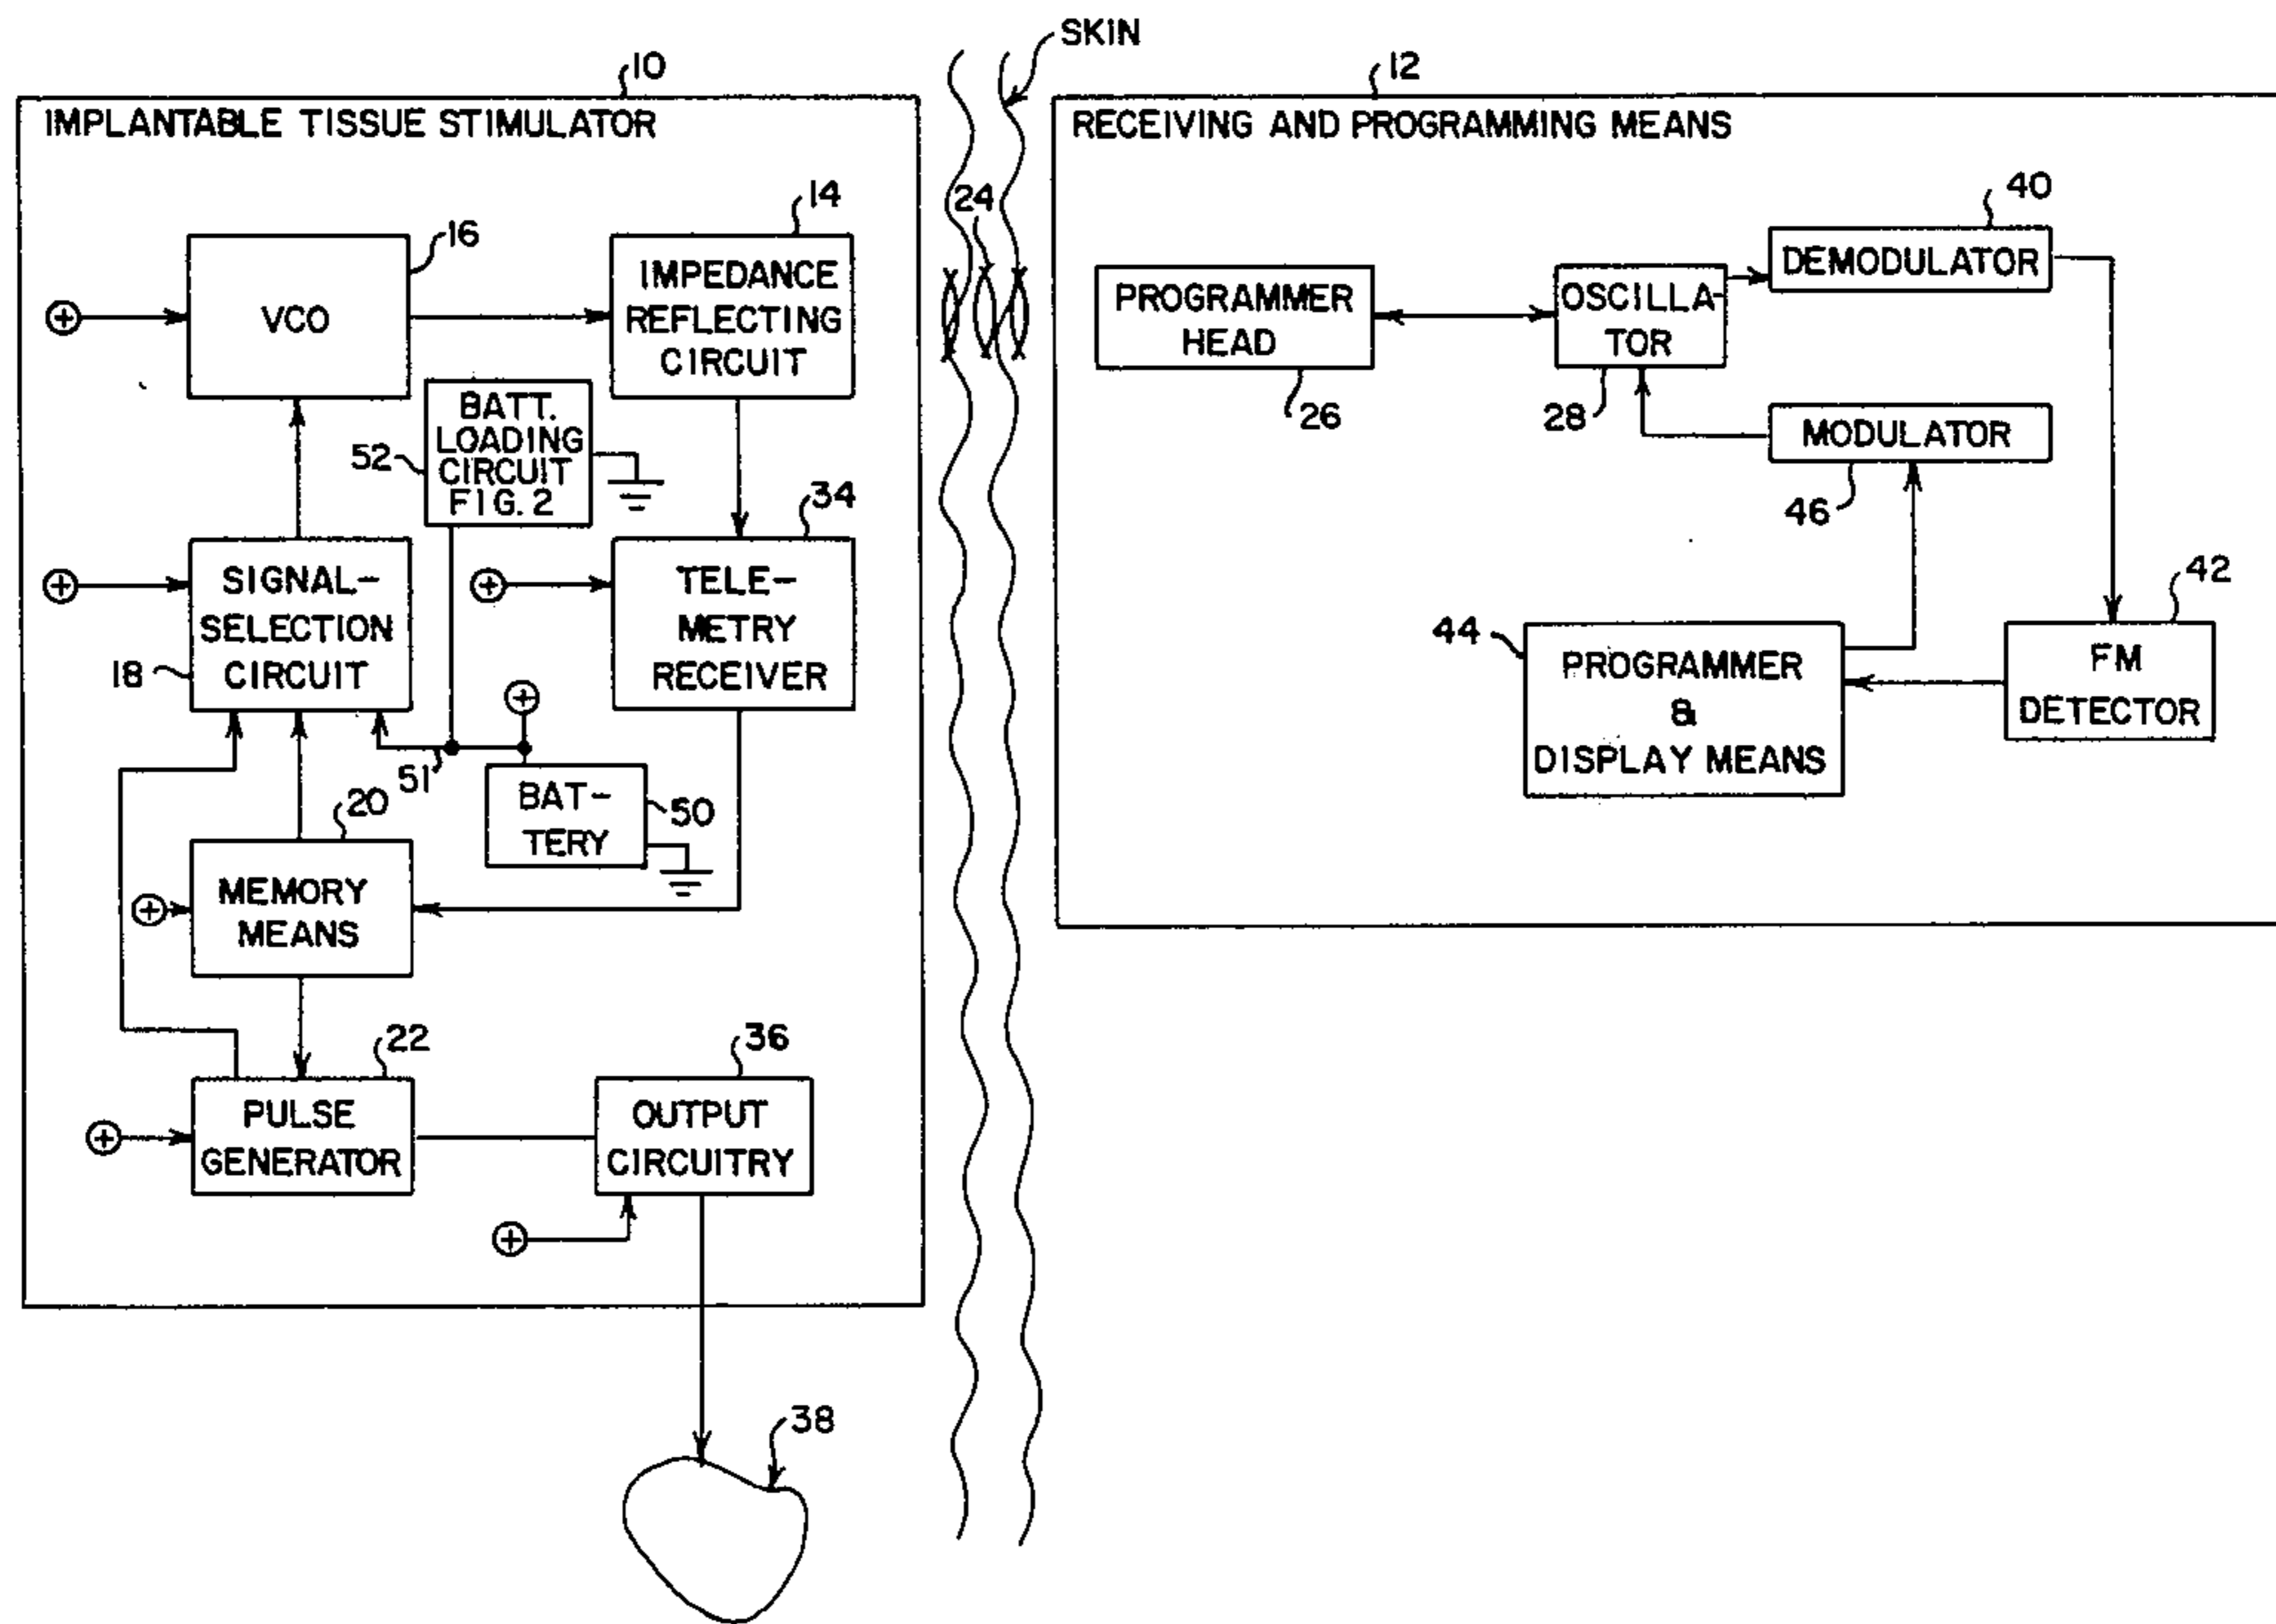 SKIN
10
12
IMPLANTABLE TISSUE STIMULATOR
RECEIVING AND PROGRAMMING MEANS
16
VCO
14
IMPEDANCE
REFLECTING
CIRCUIT
24
BATT.
LOADING
CIRCUIT
FIG. 2
52
34
TELE-
METRY
RECEIVER
SIGNAL-
SELECTION
CIRCUIT
18
51
BAT-
TERY
50
20
MEMORY
MEANS
22
PULSE
GENERATOR
36
OUTPUT
CIRCUITRY
38
PROGRAMMER
HEAD
26
OSCILLA-
TOR
28
40
DEMODULATOR
MODULATOR
46
42
FM
DETECTOR
44
PROGRAMMER
&
DISPLAY MEANS